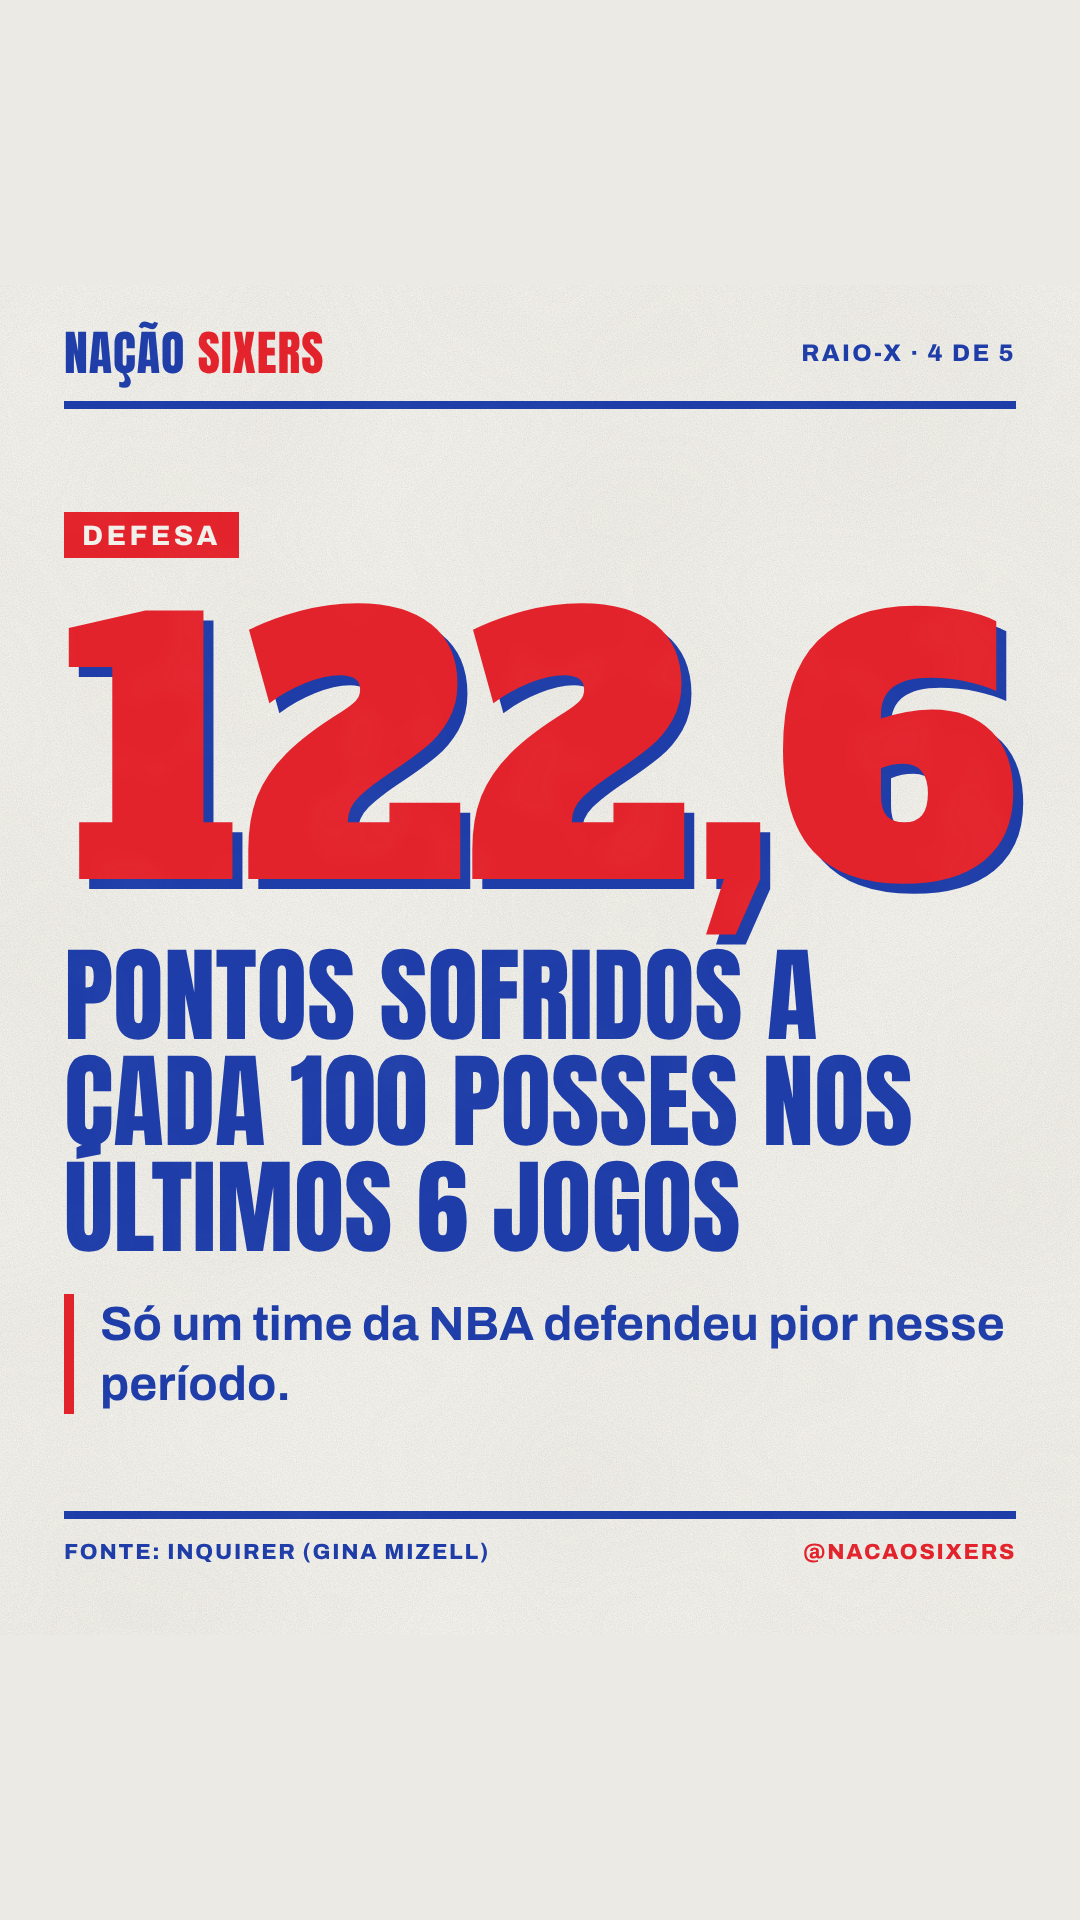 NAÇÃO SIXERS
RAIO-X · 4 DE 5
DEFESA
122,6
PONTOS SOFRIDOS A
CADA 100 POSSES NOS
ÚLTIMOS 6 JOGOS
Só um time da NBA defendeu pior nesse
período.
FONTE: INQUIRER (GINA MIZELL)
@NACAOSIXERS